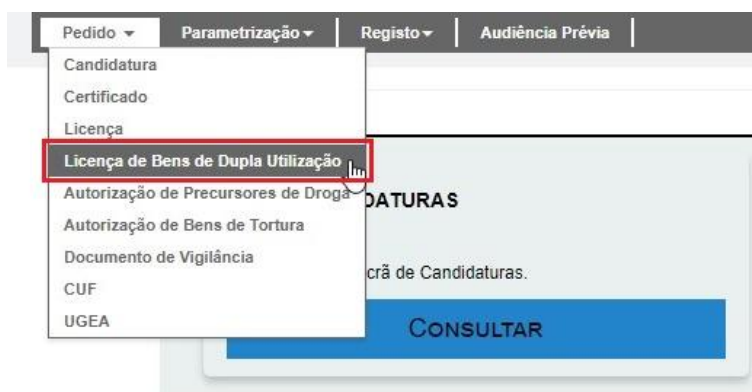 Pedido Parametrização Registo Audiência Prévia
Candidatura
Certificado
Licença
Licença de Bens de Dupla Utilização
Autorização de Precursores de Droga
DATURAS
Autorização de Bens de Tortura
Documento de Vigilância
crã de Candidaturas.
CUF
UGEA
CONSULTAR